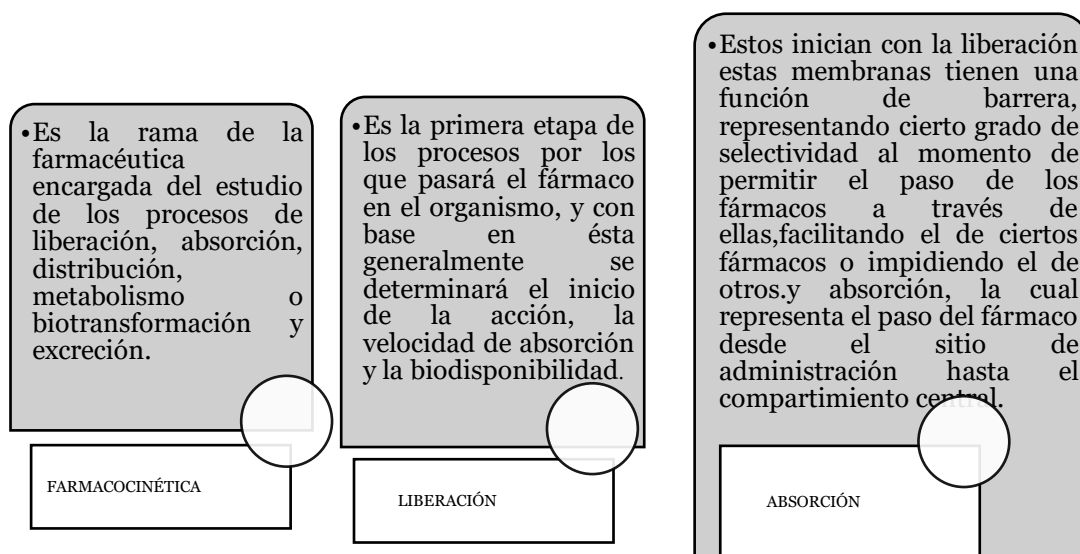 •Es la rama de la
farmacéutica
encargada del estudio
de los procesos de
liberación, absorción,
distribución,
metabolismo o
biotransformación y
excreción.
FARMACOCINÉTICA
•Es la primera etapa de
los procesos por los
que pasará el fármaco
en el organismo, y con
base en ésta
generalmente se
determinará el inicio
de la acción, la
velocidad de absorción
y la biodisponibilidad.
LIBERACIÓN
•Estos inician con la liberación
estas membranas tienen una
función de barrera,
representando cierto grado de
selectividad al momento de
permitir el paso de los
fármacos a través de
ellas,facilitando el de ciertos
fármacos o impidiendo el de
otros.y absorción, la cual
representa el paso del fármaco
desde el sitio de
administración hasta el
compartimiento central.
ABSORCIÓN